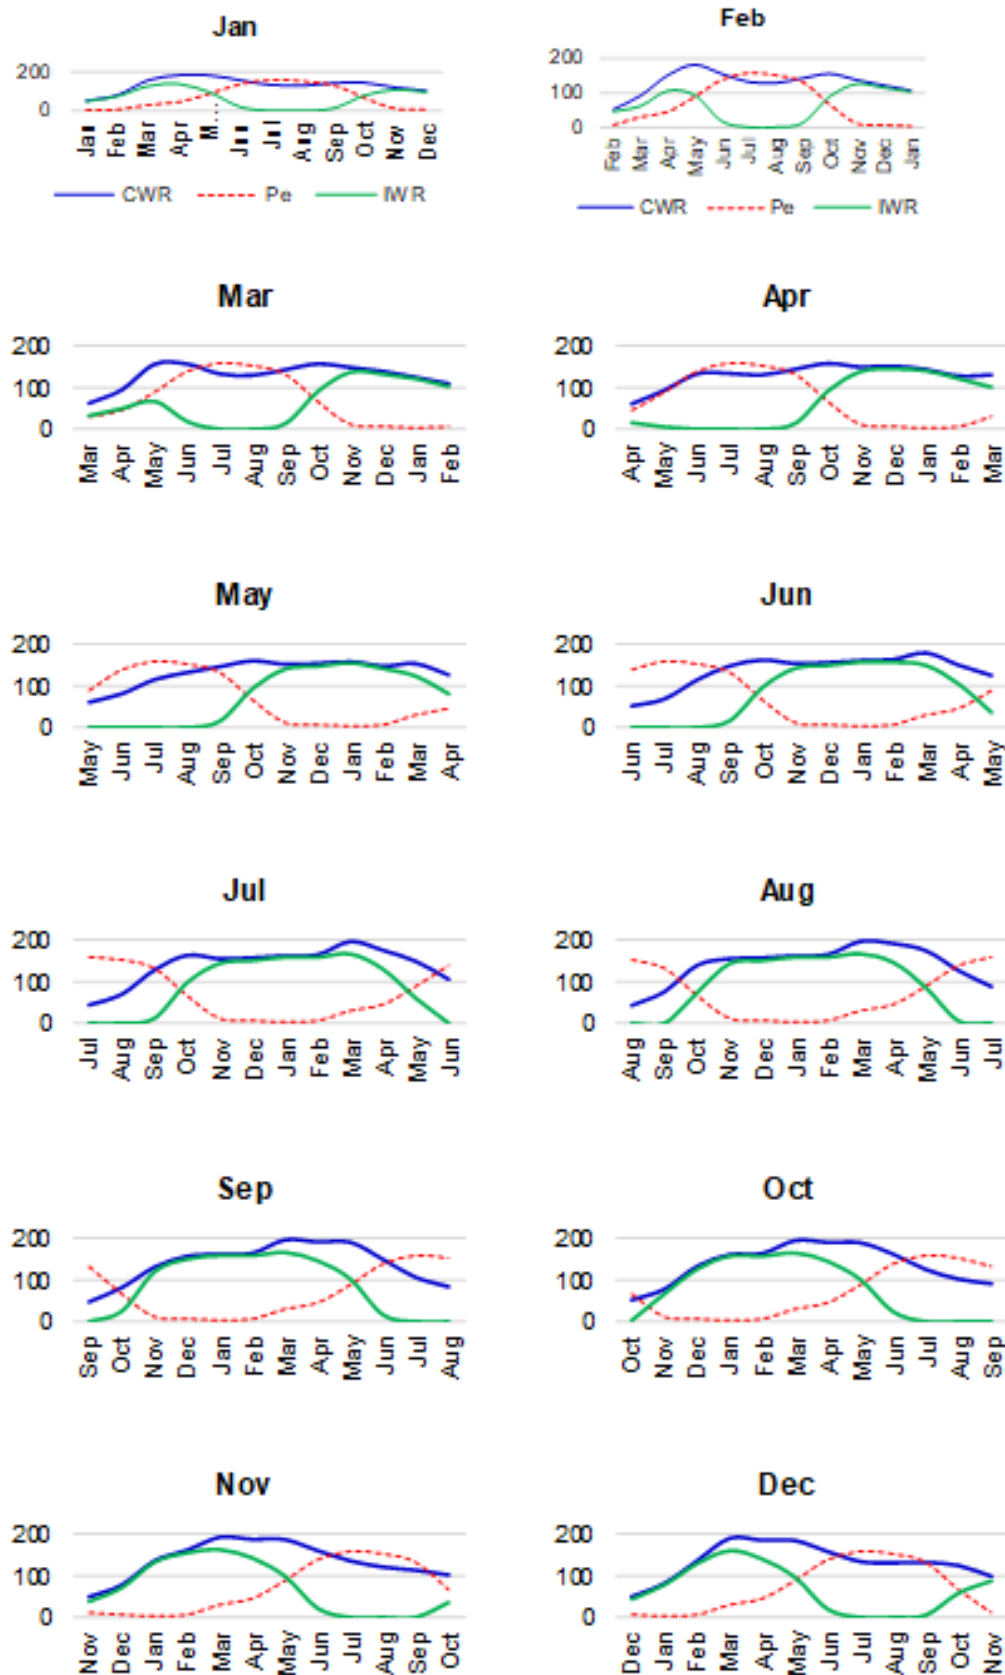 Jan
200
0
Jan Feb Mar Apr M... Jun Jul Aug Sep Oct Nov Dec
CWR Pe IWR
Feb
200
100
0
Feb Mar Apr May Jun Jul Aug Sep Oct Nov Dec Jan
CWR Pe IWR
Mar
200
100
0
Mar Apr May Jun Jul Aug Sep Oct Nov Dec Jan Feb
Apr
200
100
0
Apr May Jun Jul Aug Sep Oct Nov Dec Jan Feb Mar
May
200
100
0
May Jun Jul Aug Sep Oct Nov Dec Jan Feb Mar Apr
Jun
200
100
0
Jun Jul Aug Sep Oct Nov Dec Jan Feb Mar Apr May
Jul
200
100
0
Jul Aug Sep Oct Nov Dec Jan Feb Mar Apr May Jun
Aug
200
100
0
Aug Sep Oct Nov Dec Jan Feb Mar Apr May Jun Jul
Sep
200
100
0
Sep Oct Nov Dec Jan Feb Mar Apr May Jun Jul Aug
Oct
200
100
0
Oct Nov Dec Jan Feb Mar Apr May Jun Jul Aug Sep
Nov
200
100
0
Nov Dec Jan Feb Mar Apr May Jun Jul Aug Sep Oct
Dec
200
100
0
Dec Jan Feb Mar Apr May Jun Jul Aug Sep Oct Nov